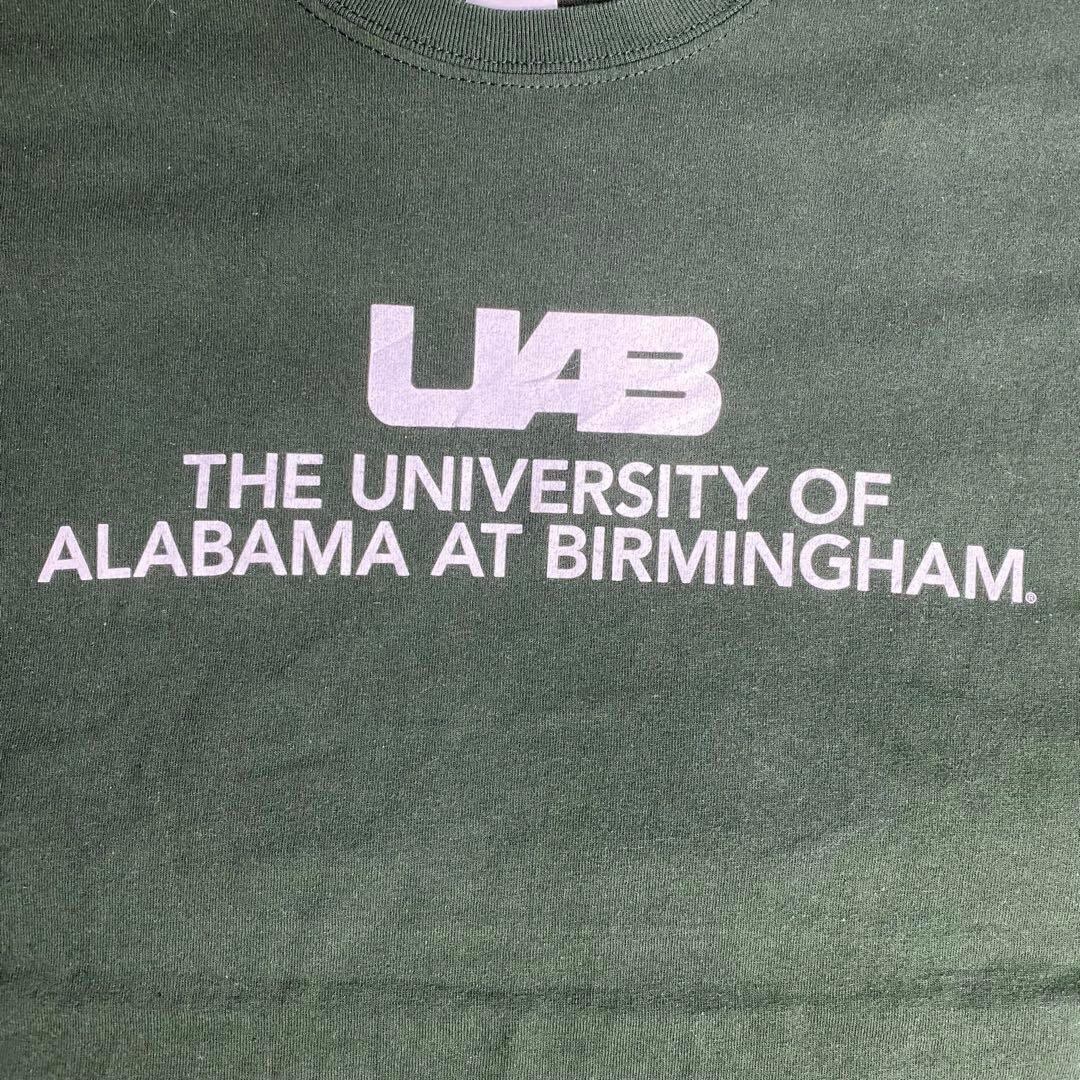 UAB
THE UNIVERSITY OF
ALABAMA AT BIRMINGHAM®